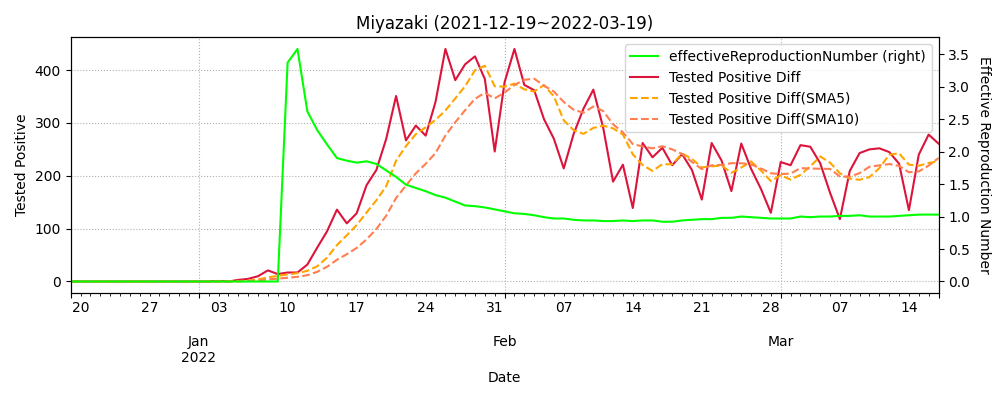 Miyazaki (2021-12-19~2022-03-19)
effectiveReproductionNumber (right)
Tested Positive Diff
Tested Positive Diff(SMA5)
Tested Positive Diff(SMA10)
Tested Positive
400
300
200
100
0
3.5
3.0
2.5
2.0
1.5
1.0
0.5
0.0
Effective Reproduction Number
20 27 03 10 17 24 31 07 14 21 28 07 14
Jan Feb Mar
2022
Date